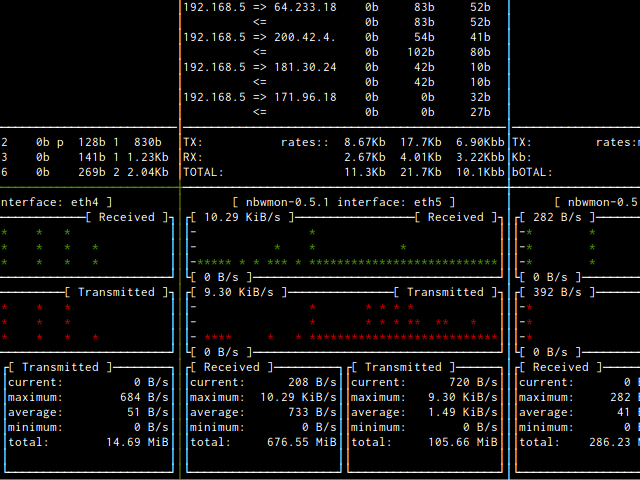 192.168.5 => 64.233.18 0b 83b 52b
<= 0b 83b 52b
192.168.5 => 200.42.4. 0b 54b 41b
<= 0b 102b 80b
192.168.5 => 181.30.24 0b 42b 10b
<= 0b 42b 10b
192.168.5 => 171.96.18 0b 0b 32b
<= 0b 0b 27b
2 0b p 128b 1 830b TX: rates:: 8.67Kb 17.7Kb 6.90Kbb TX: rates:
3 0b 141b 1 1.23Kb RX: 2.67Kb 4.01Kb 3.22Kbb Kb:
6 0b 269b 2 2.04Kb TOTAL: 11.3Kb 21.7Kb 10.1Kbb bOTAL:
nterface: eth4 ] [ nbwmon-0.5.1 interface: eth5 ] [ nbwmon-0.5
[ Received ] [ 10.29 KiB/s ] [ Received ] [ 282 B/s ]
[ 0 B/s ] [ 0 B/s ]
[ Transmitted ] [ 9.30 KiB/s ] [ Transmitted ] [ 392 B/s ]
[ 0 B/s ] [ 0 B/s ]
[ Transmitted ] [ Received ] [ Transmitted ] [ Received ]
current: 0 B/s current: 208 B/s current: 720 B/s current: 0
maximum: 684 B/s maximum: 10.29 KiB/s maximum: 9.30 KiB/s maximum: 282
average: 51 B/s average: 733 B/s average: 1.49 KiB/s average: 41
minimum: 0 B/s minimum: 0 B/s minimum: 0 B/s minimum: 0
total: 14.69 MiB total: 676.55 MiB total: 105.66 MiB total: 286.23